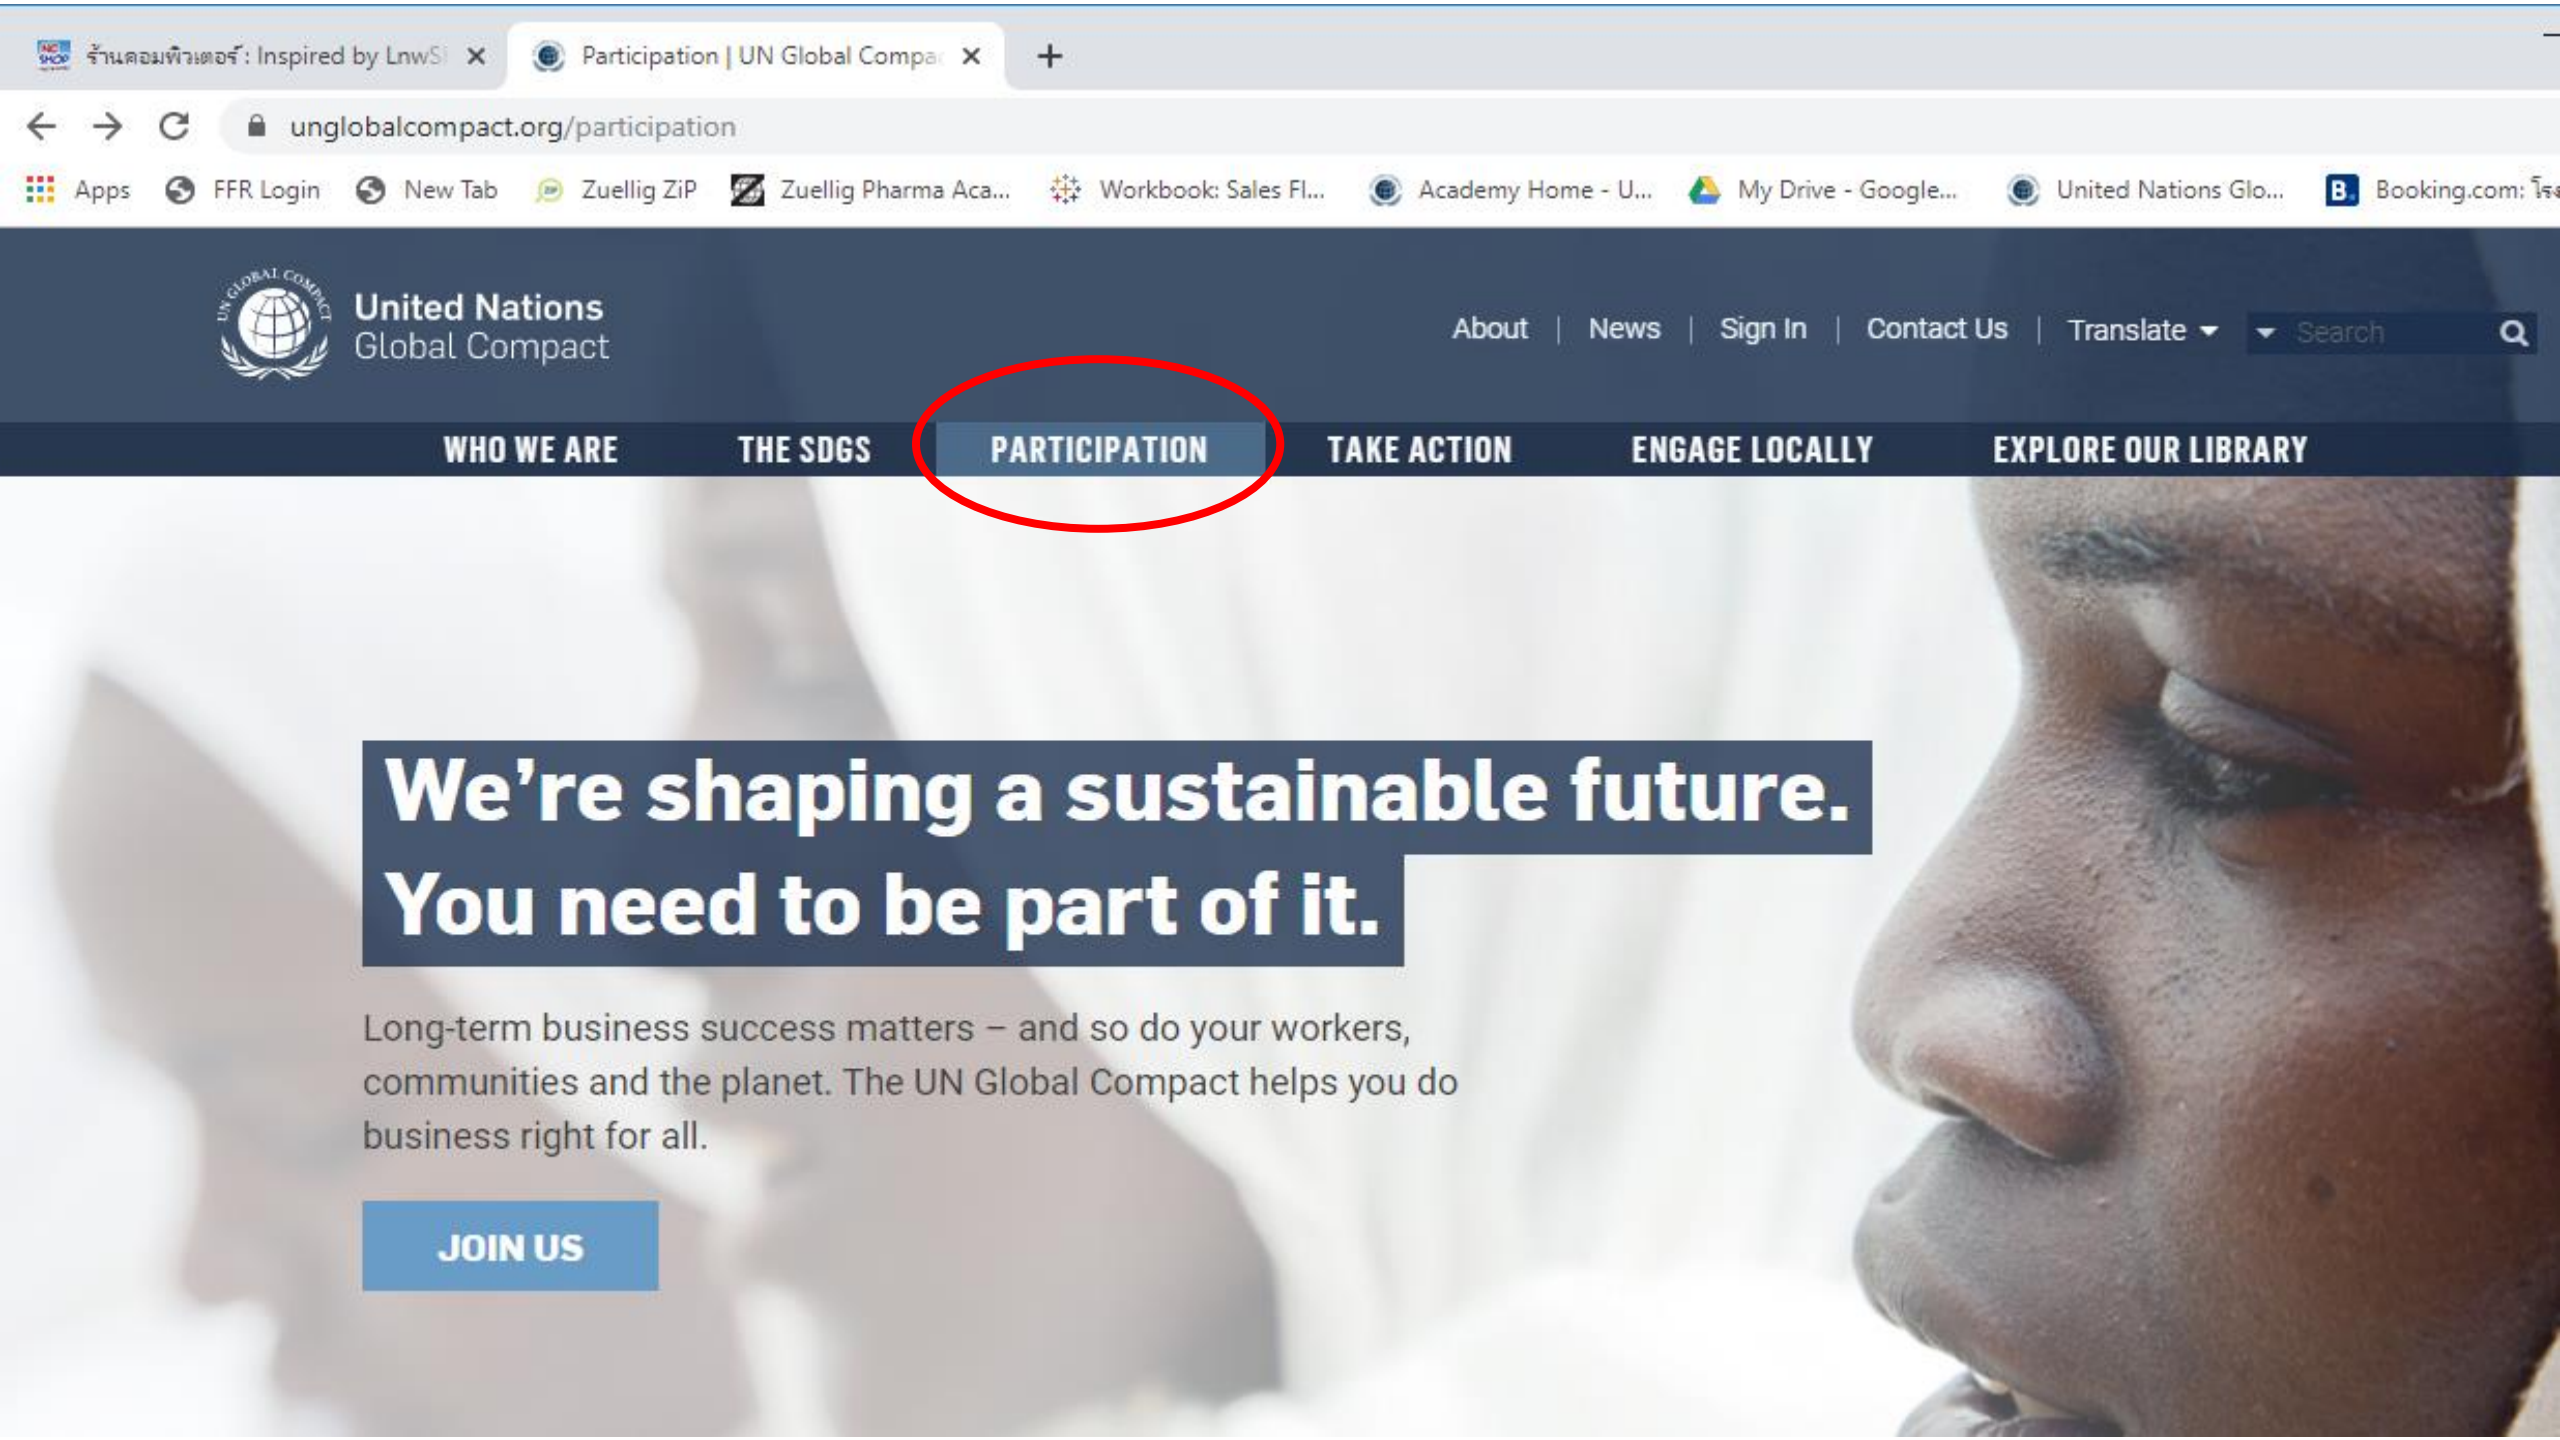 ร้านคอมพิวเตอร์ : Inspired by LnwS
Participation | UN Global Compa
unglobalcompact.org/participation
Apps FFR Login New Tab Zuellig ZiP Zuellig Pharma Aca... Workbook: Sales Fl... Academy Home - U... My Drive - Google... United Nations Glo... B. Booking.com:
UN GLOBAL COMPACT
United Nations
Global Compact
About | News | Sign In | Contact Us | Translate Search
WHO WE ARE THE SDGS PARTICIPATION TAKE ACTION ENGAGE LOCALLY EXPLORE OUR LIBRARY
We’re shaping a sustainable future.
You need to be part of it.
Long-term business success matters – and so do your workers,
communities and the planet. The UN Global Compact helps you do
business right for all.
JOIN US